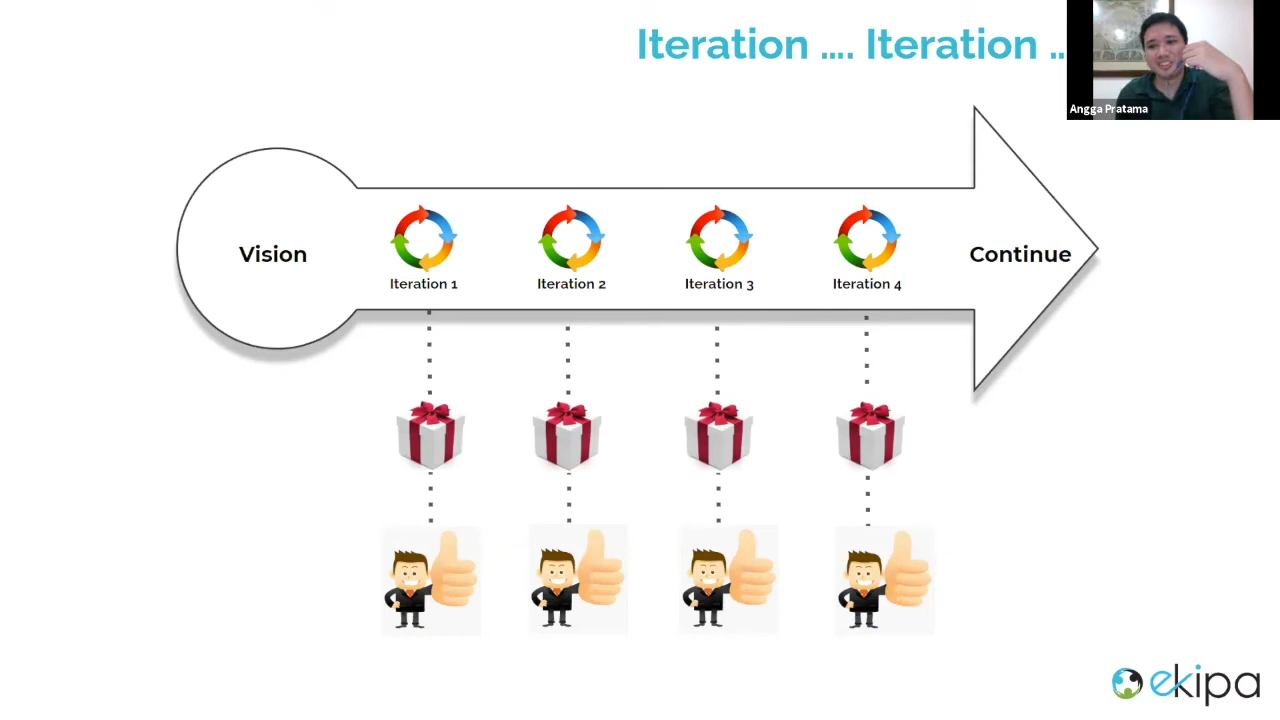 Iteration .... Iteration ..
Angga Pratama
Vision
Continue
Iteration 1
Iteration 2
Iteration 3
Iteration 4
ekipa